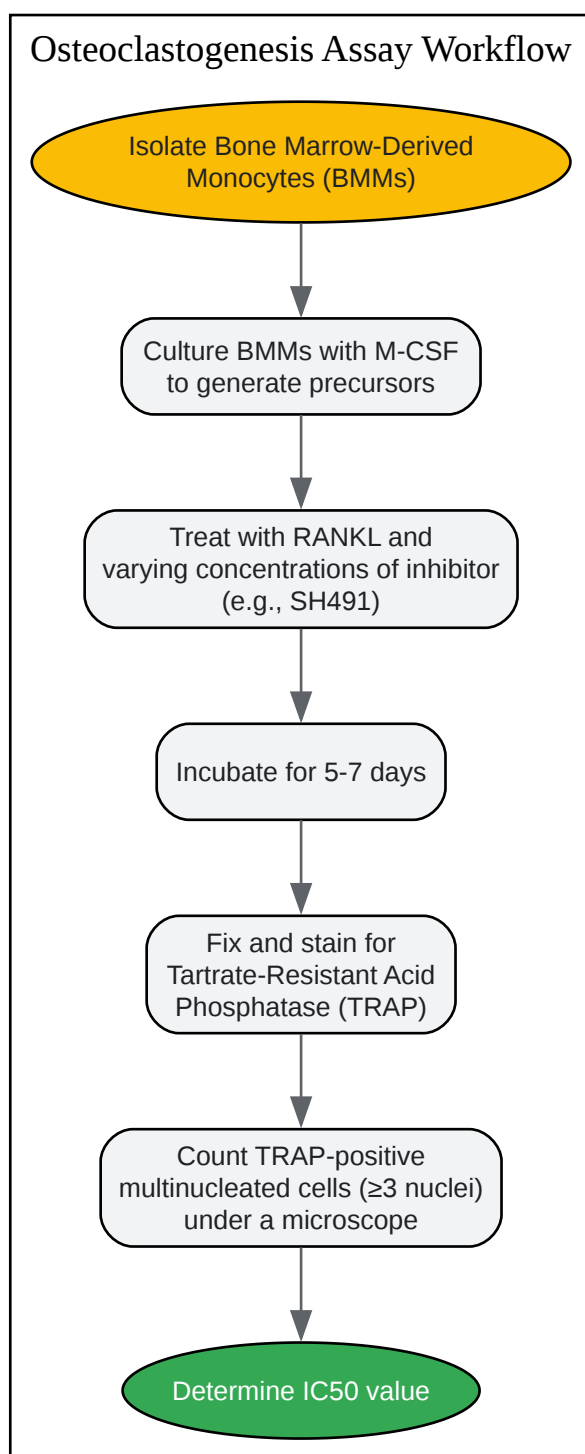 Osteoclastogenesis Assay Workflow
Isolate Bone Marrow-Derived
Monocytes (BMMs)
Culture BMMs with M-CSF
to generate precursors
Treat with RANKL and
varying concentrations of inhibitor
(e.g., SH491)
Incubate for 5-7 days
Fix and stain for
Tartrate-Resistant Acid
Phosphatase (TRAP)
Count TRAP-positive
multinucleated cells (≥3 nuclei)
under a microscope
Determine IC50 value